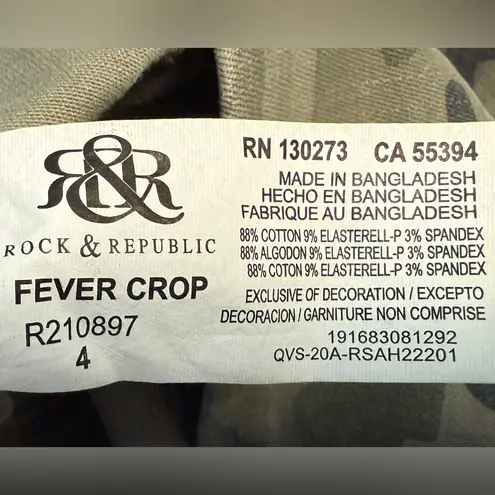 R&R
ROCK & REPUBLIC
FEVER CROP
R210897
4
RN 130273 CA 55394
MADE IN BANGLADESH
HECHO EN BANGLADESH
FABRIQUE AU BANGLADESH
88% COTTON 9% ELASTERELL-P 3% SPANDEX
88% ALGODON 9% ELASTERELL-P 3% SPANDEX
88% COTON 9% ELASTERELL-P 3% SPANDEX
EXCLUSIVE OF DECORATION / EXCEPTO
DECORACION / GARNITURE NON COMPRISE
191683081292
QVS-20A-RSAH22201